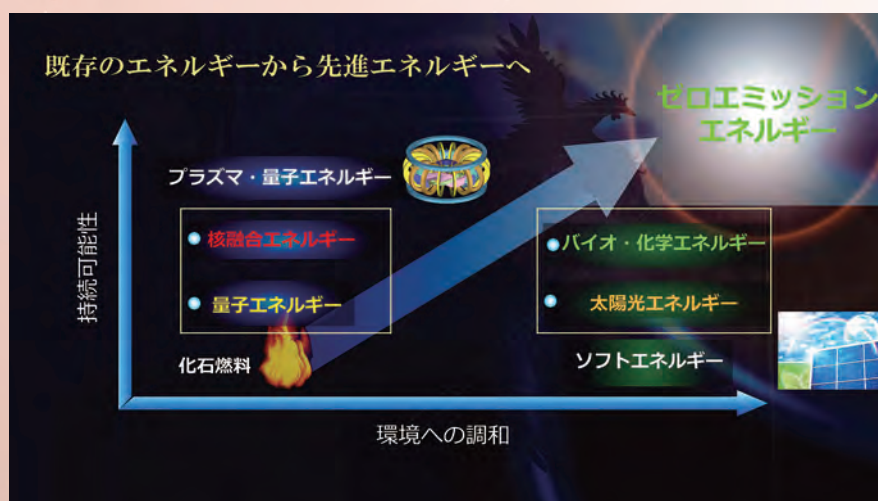 既存のエネルギーから先進エネルギーへ
ゼロエミッション
エネルギー
プラズマ・量子エネルギー
核融合エネルギー
量子エネルギー
化石燃料
バイオ・化学エネルギー
太陽光エネルギー
ソフトエネルギー
持続可能性
環境への調和